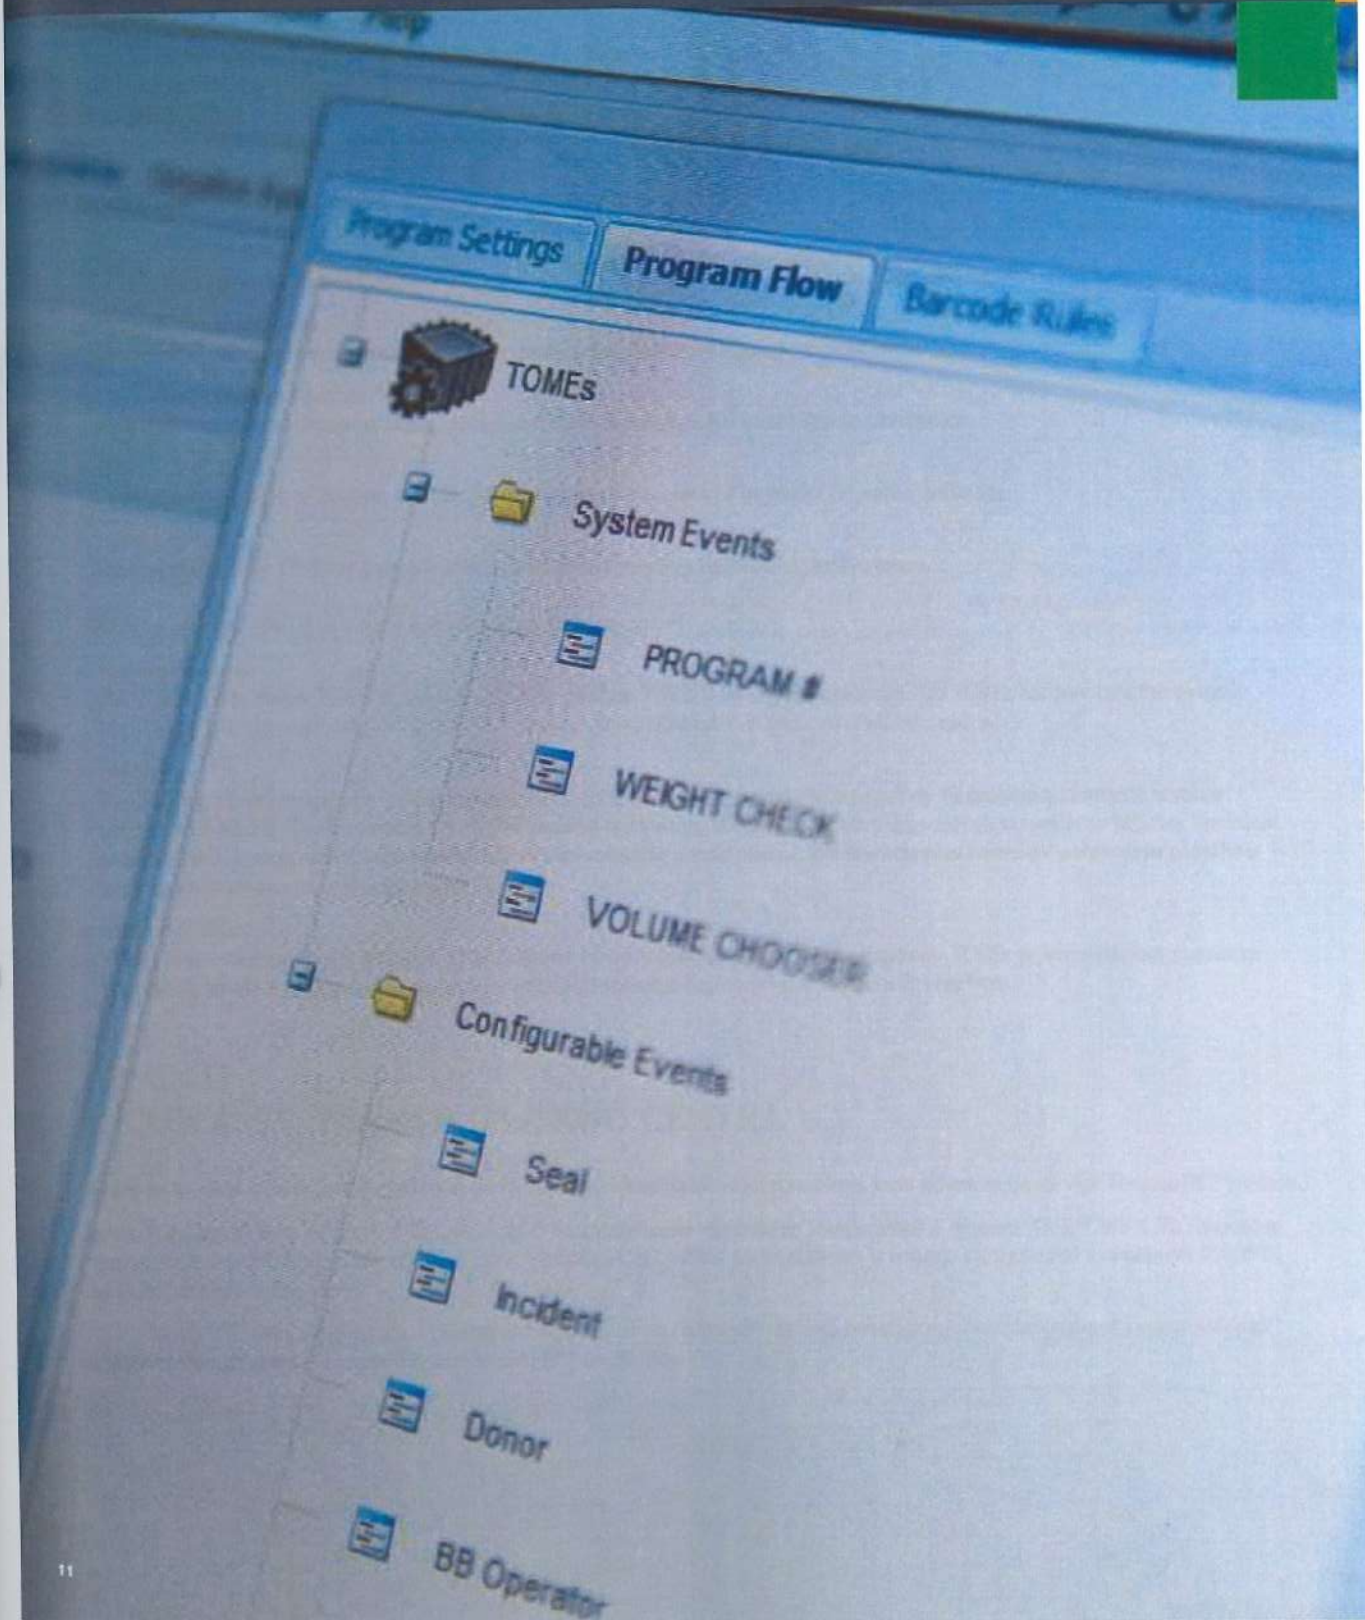 Help
Program Settings
Program Flow
Barcode Rules
TOMEs
System Events
PROGRAM #
WEIGHT CHECK
VOLUME CHOOSER
Configurable Events
Seal
Incident
Donor
BB Operator
11